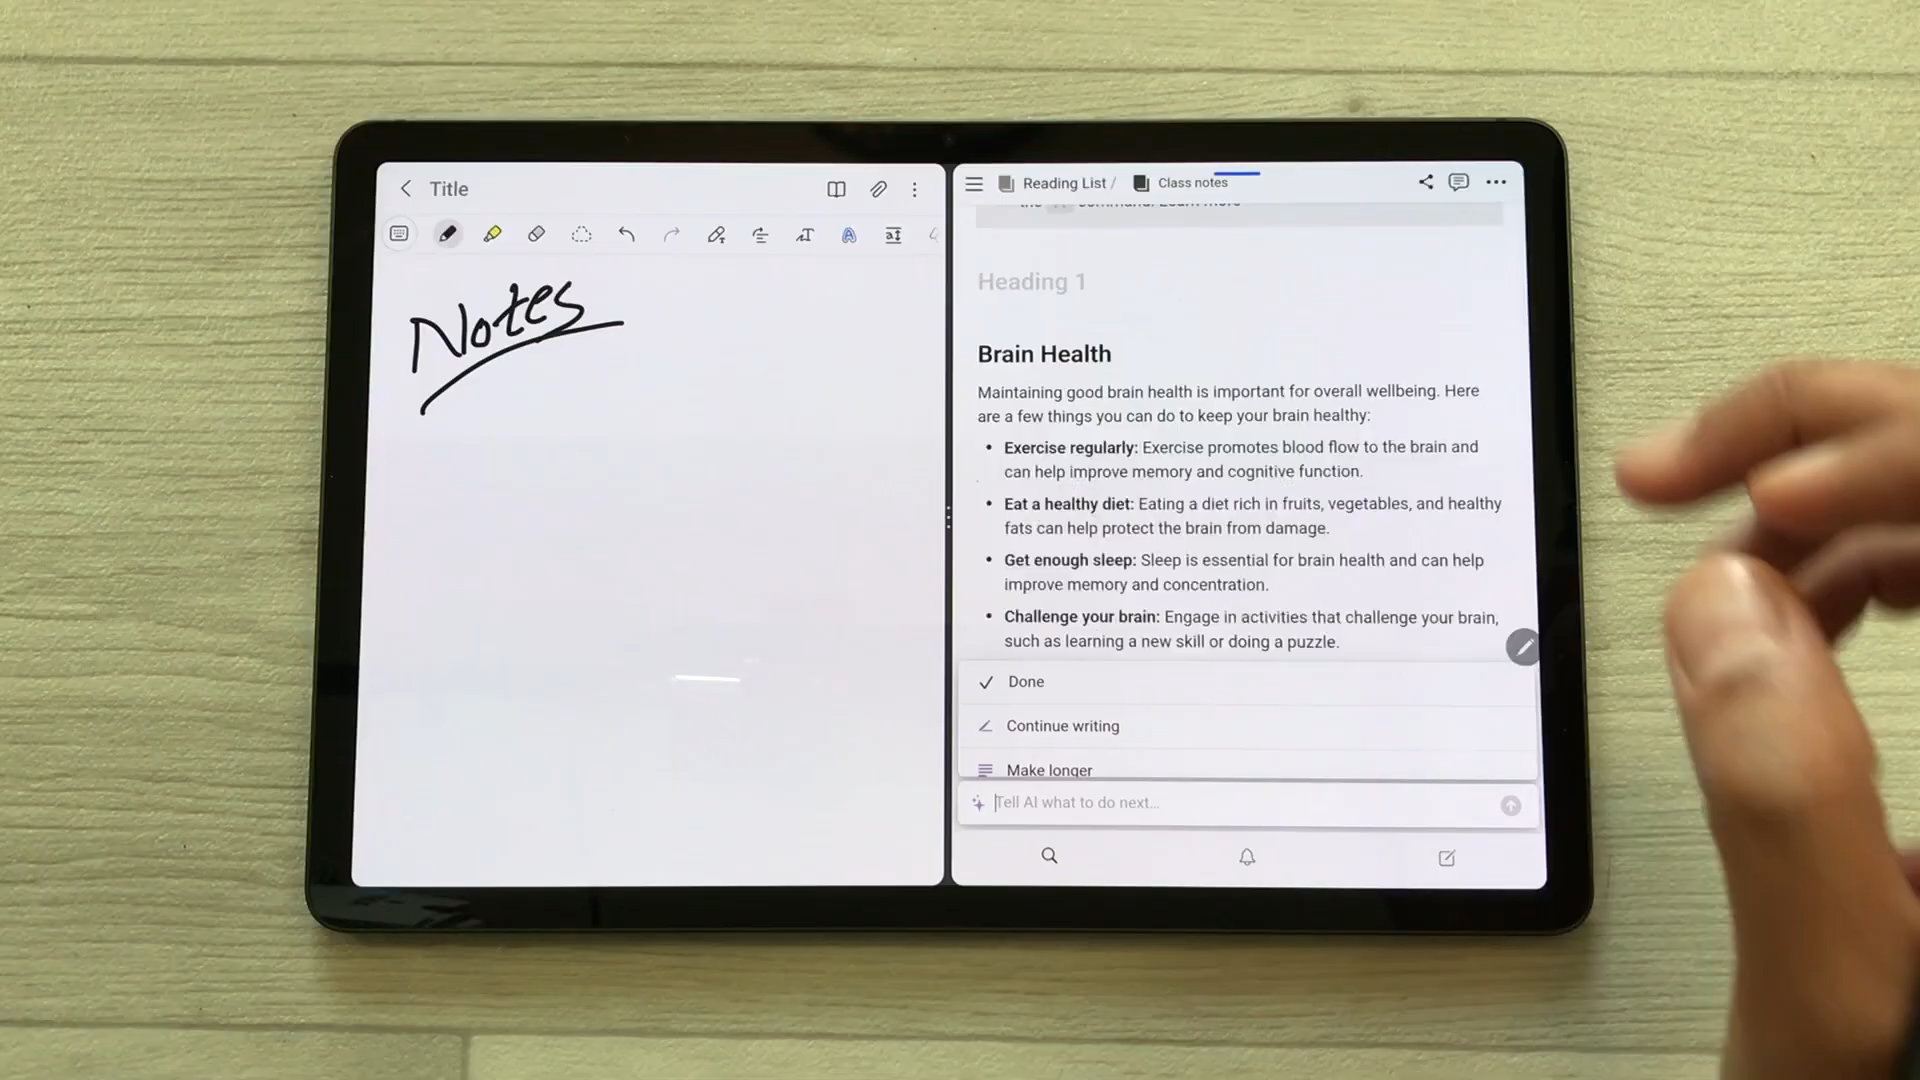 Title
Notes
Reading List / Class notes
command. Learn more
Heading 1
Brain Health
Maintaining good brain health is important for overall wellbeing. Here
are a few things you can do to keep your brain healthy:
• Exercise regularly: Exercise promotes blood flow to the brain and
can help improve memory and cognitive function.
• Eat a healthy diet: Eating a diet rich in fruits, vegetables, and healthy
fats can help protect the brain from damage.
• Get enough sleep: Sleep is essential for brain health and can help
improve memory and concentration.
• Challenge your brain: Engage in activities that challenge your brain,
such as learning a new skill or doing a puzzle.
Done
Continue writing
Make longer
Tell AI what to do next...